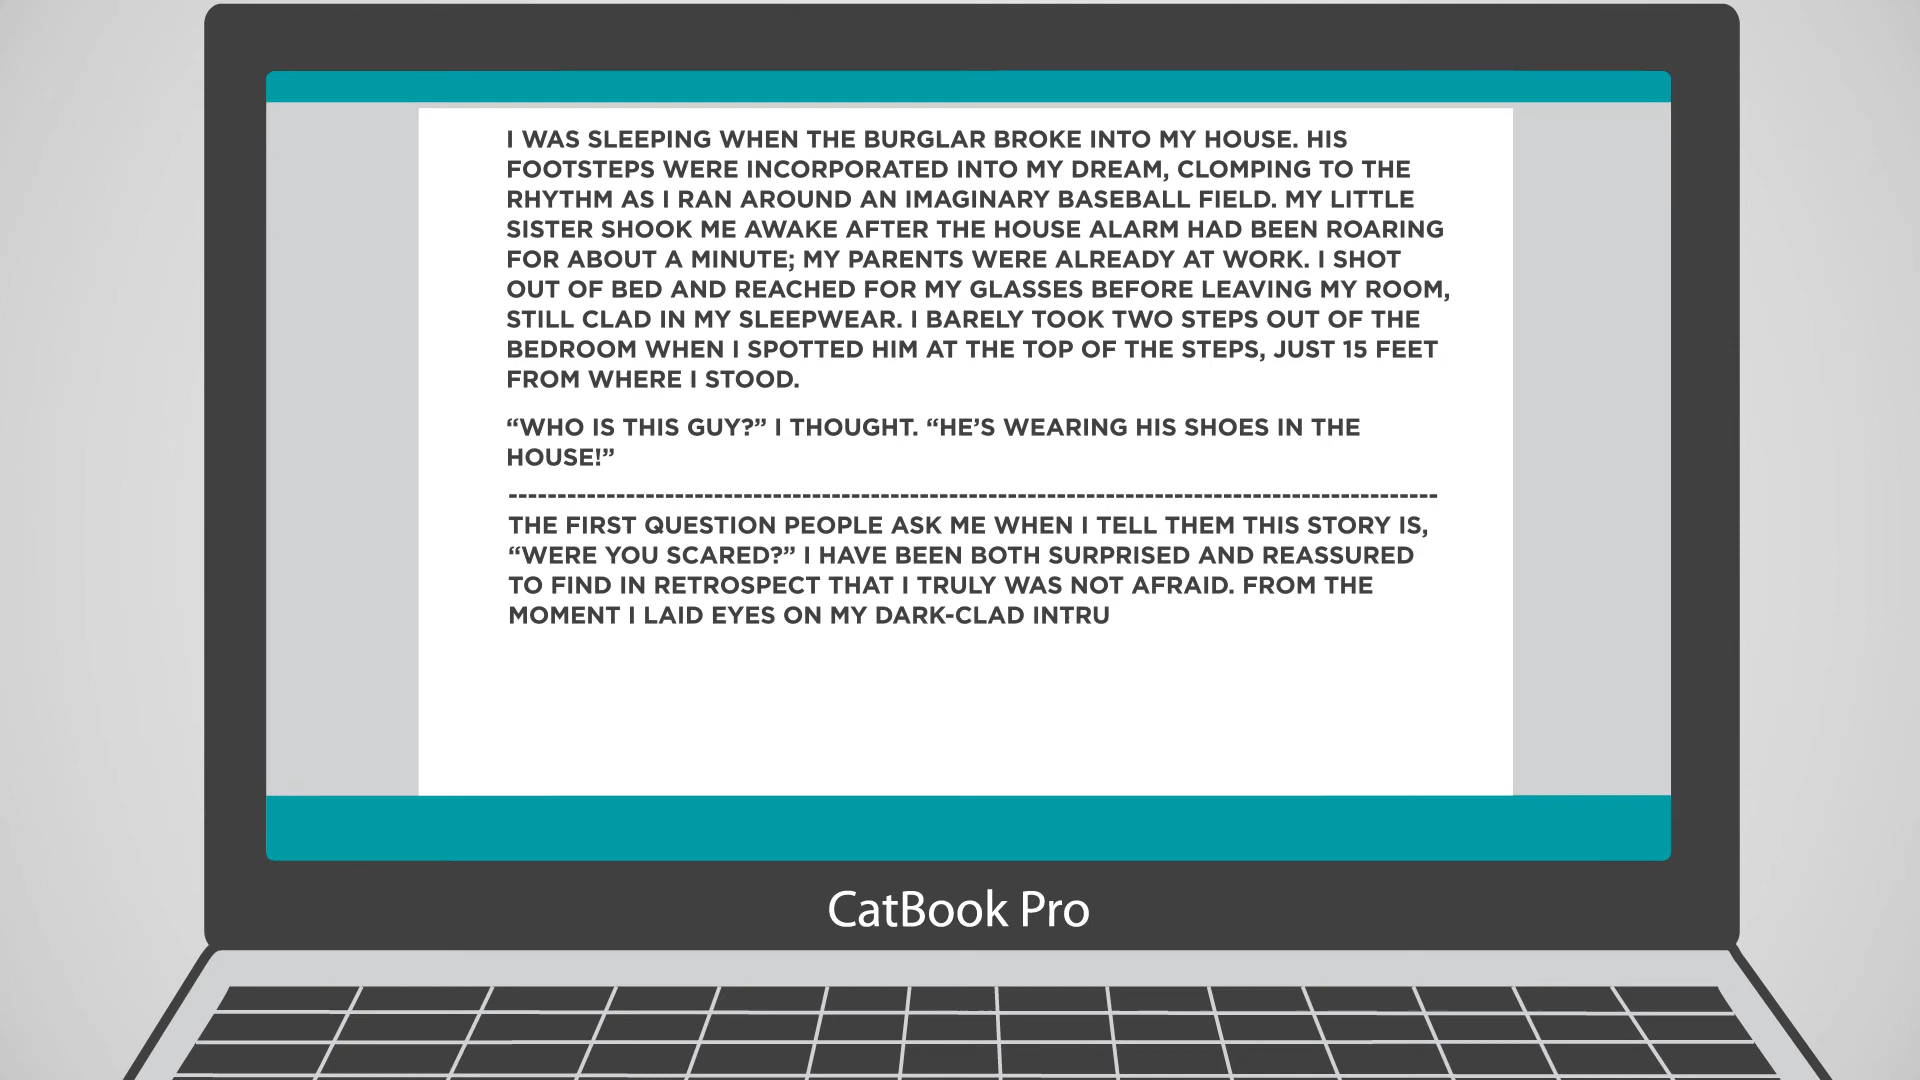 I WAS SLEEPING WHEN THE BURGLAR BROKE INTO MY HOUSE. HIS
FOOTSTEPS WERE INCORPORATED INTO MY DREAM, CLOMPING TO THE
RHYTHM AS I RAN AROUND AN IMAGINARY BASEBALL FIELD. MY LITTLE
SISTER SHOOK ME AWAKE AFTER THE HOUSE ALARM HAD BEEN ROARING
FOR ABOUT A MINUTE; MY PARENTS WERE ALREADY AT WORK. I SHOT
OUT OF BED AND REACHED FOR MY GLASSES BEFORE LEAVING MY ROOM,
STILL CLAD IN MY SLEEPWEAR. I BARELY TOOK TWO STEPS OUT OF THE
BEDROOM WHEN I SPOTTED HIM AT THE TOP OF THE STEPS, JUST 15 FEET
FROM WHERE I STOOD.
“WHO IS THIS GUY?” I THOUGHT. “HE’S WEARING HIS SHOES IN THE
HOUSE!”
-----------------------------------------------------------------------------------------------
THE FIRST QUESTION PEOPLE ASK ME WHEN I TELL THEM THIS STORY IS,
“WERE YOU SCARED?” I HAVE BEEN BOTH SURPRISED AND REASSURED
TO FIND IN RETROSPECT THAT I TRULY WAS NOT AFRAID. FROM THE
MOMENT I LAID EYES ON MY DARK-CLAD INTRU
CatBook Pro